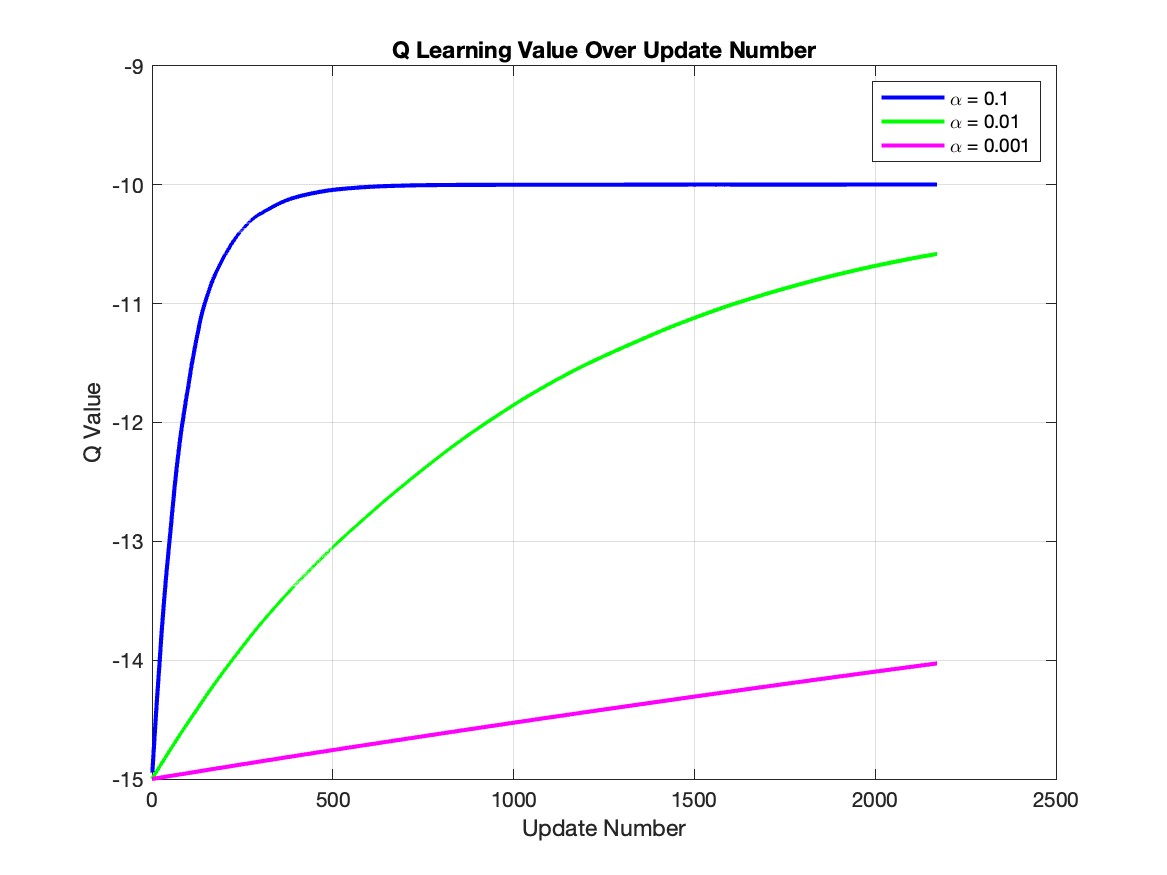 Q Learning Value Over Update Number
-9
-10
-11
-12
-13
-14
-15
Q Value
α = 0.1
α = 0.01
α = 0.001
0 500 1000 1500 2000 2500
Update Number